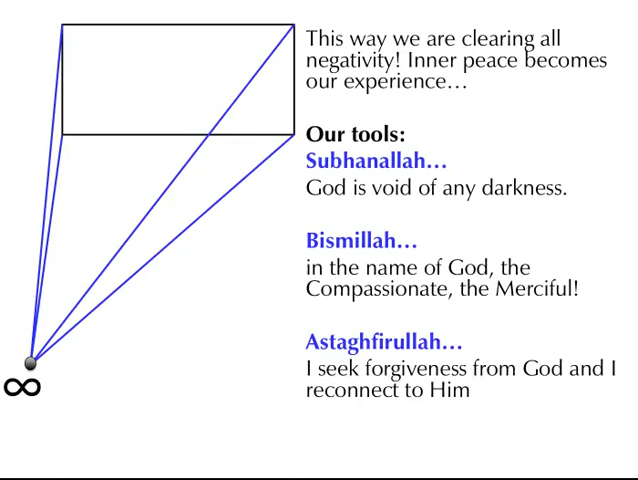 This way we are clearing all
negativity! Inner peace becomes
our experience…
Our tools:
Subhanallah…
God is void of any darkness.
Bismillah…
in the name of God, the
Compassionate, the Merciful!
Astaghfirullah…
I seek forgiveness from God and I
reconnect to Him
∞